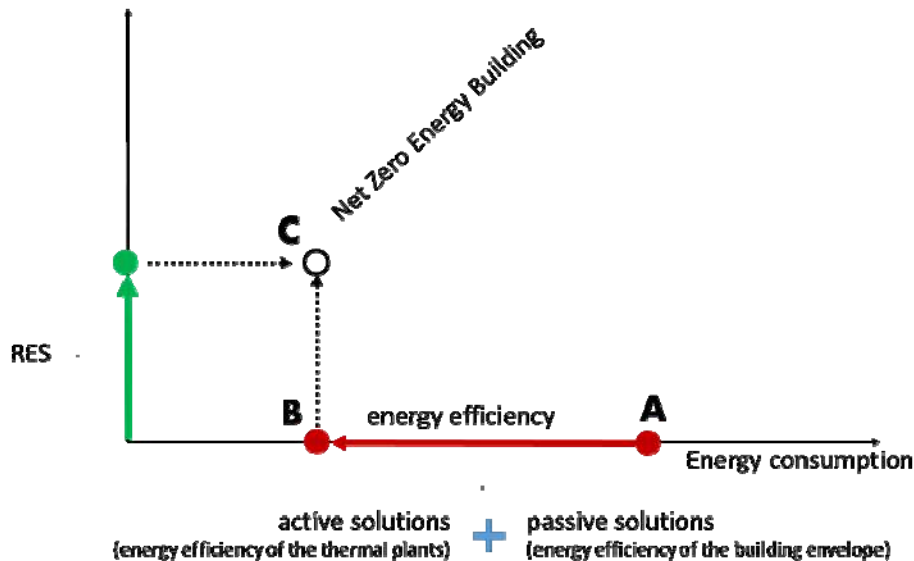 Net Zero Energy Building
C
RES
B
energy efficiency
A
Energy consumption
active solutions
(energy efficiency of the thermal plants)
+
passive solutions
(energy efficiency of the building envelope)